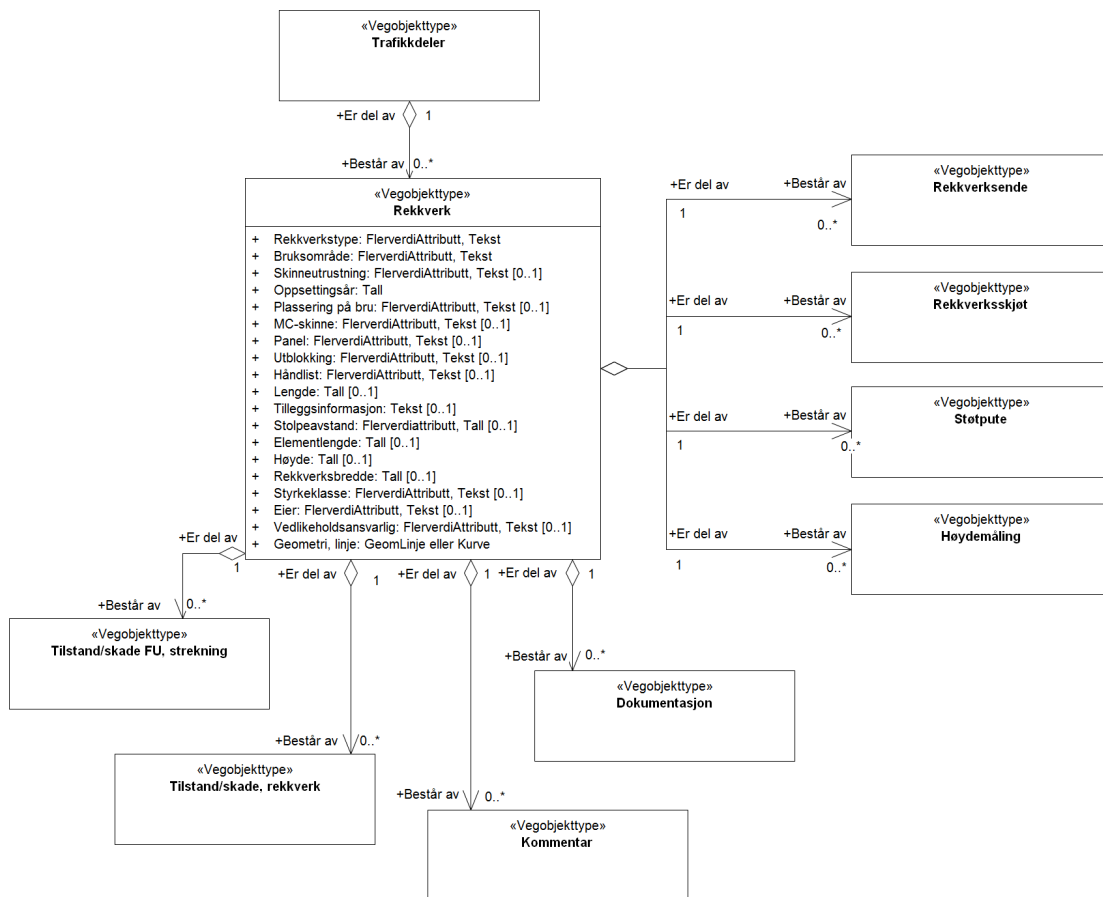 «Vegobjekttype»
Trafikkdeler
+Er del av 1
+Består av 0..*
«Vegobjekttype»
Rekkverk
+ Rekkverkstype: FlerverdiAttributt, Tekst
+ Bruksområde: FlerverdiAttributt, Tekst
+ Skinneutrustning: FlerverdiAttributt, Tekst [0..1]
+ Oppsettingsår: Tall
+ Plassering på bru: FlerverdiAttributt, Tekst [0..1]
+ MC-skinne: FlerverdiAttributt, Tekst [0..1]
+ Panel: FlerverdiAttributt, Tekst [0..1]
+ Utblokking: FlerverdiAttributt, Tekst [0..1]
+ Håndlist: FlerverdiAttributt, Tekst [0..1]
+ Lengde: Tall [0..1]
+ Tilleggsinformasjon: Tekst [0..1]
+ Stolpeavstand: Flerverdiattributt, Tall [0..1]
+ Elementlengde: Tall [0..1]
+ Høyde: Tall [0..1]
+ Rekkverksbredde: Tall [0..1]
+ Styrkeklasse: FlerverdiAttributt, Tekst [0..1]
+ Eier: FlerverdiAttributt, Tekst [0..1]
+ Vedlikeholdsansvarlig: FlerverdiAttributt, Tekst [0..1]
+ Geometri, linje: GeomLinje eller Kurve
+Er del av +Består av
1 0..*
«Vegobjekttype»
Rekkverksende
+Er del av +Består av
1 0..*
«Vegobjekttype»
Rekkverksskjøt
+Er del av +Består av
1 0..*
«Vegobjekttype»
Støtpute
+Er del av +Består av
1 0..*
«Vegobjekttype»
Høydemåling
+Er del av
1
+Består av 0..*
«Vegobjekttype»
Tilstand/skade FU, strekning
+Er del av 1
+Består av 0..*
«Vegobjekttype»
Tilstand/skade, rekkverk
+Er del av 1
+Består av 0..*
«Vegobjekttype»
Kommentar
+Er del av 1
+Består av 0..*
«Vegobjekttype»
Dokumentasjon